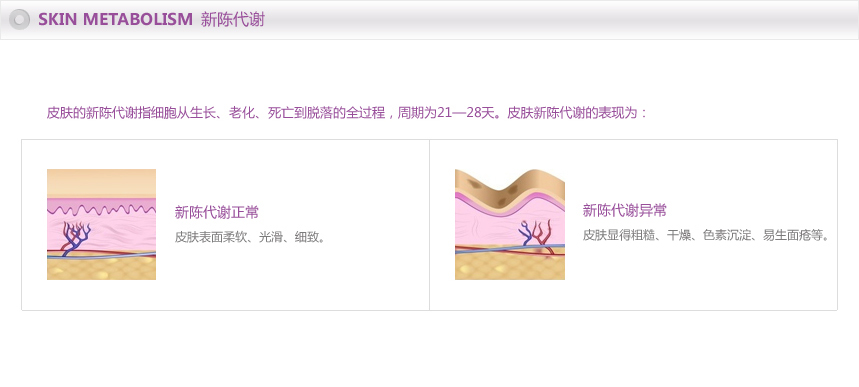 SKIN METABOLISM 新陈代谢
皮肤的新陈代谢指细胞从生长、老化、死亡到脱落的全过程，周期为21—28天。皮肤新陈代谢的表现为：
新陈代谢正常
皮肤表面柔软、光滑、细致。
新陈代谢异常
皮肤显得粗糙、干燥、色素沉淀、易生面疮等。